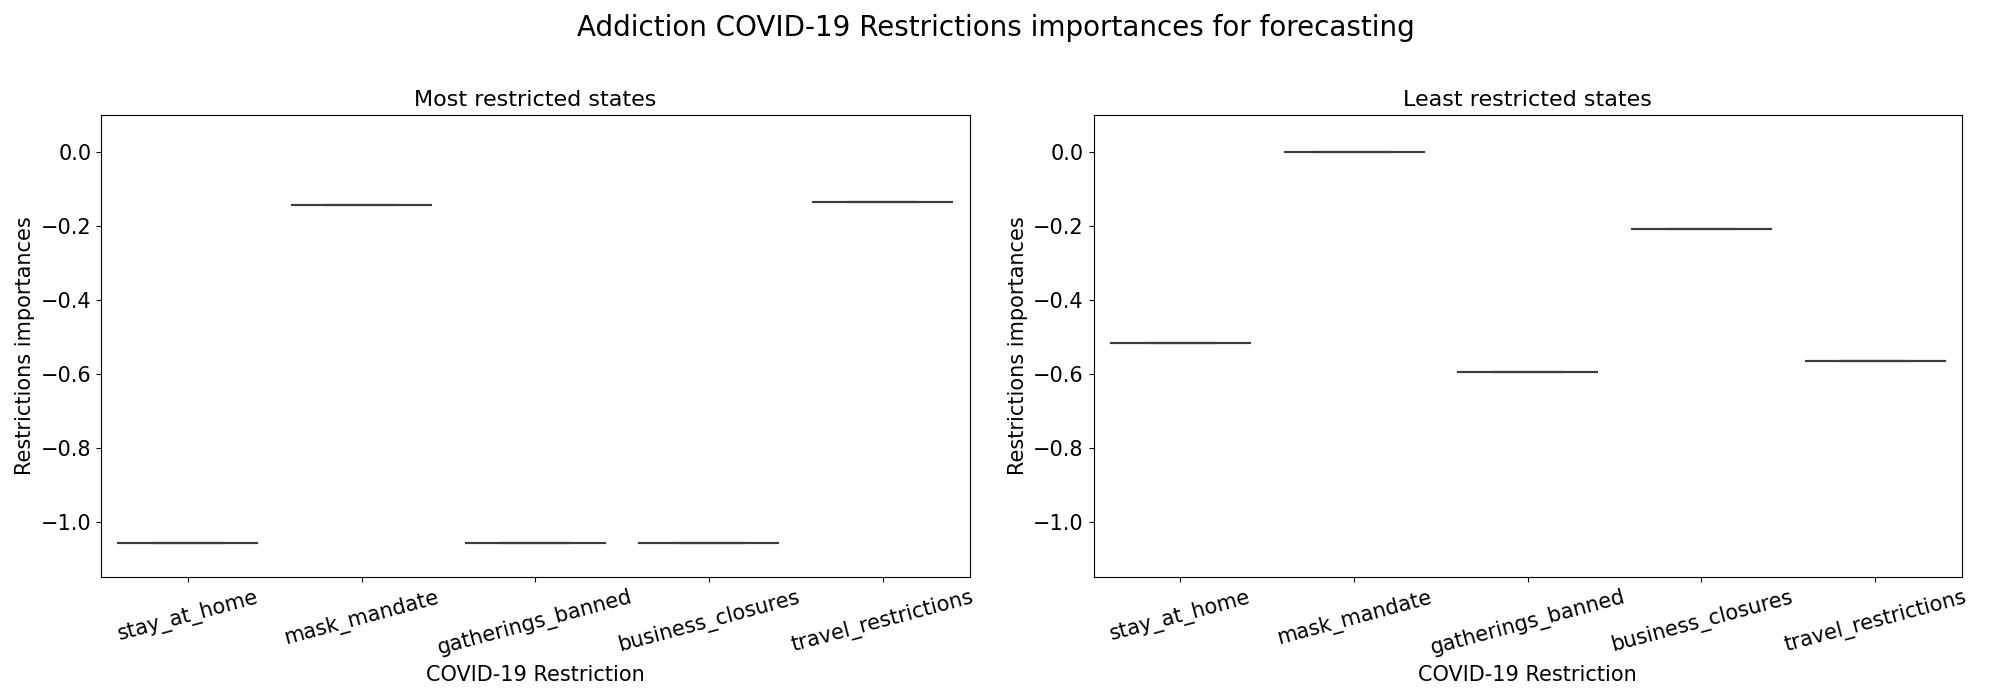 Addiction COVID-19 Restrictions importances for forecasting
Most restricted states
Restrictions importances
0.0
−0.2
−0.4
−0.6
−0.8
−1.0
stay_at_home
mask_mandate
gatherings_banned
business_closures
travel_restrictions
COVID-19 Restriction
Least restricted states
Restrictions importances
0.0
−0.2
−0.4
−0.6
−0.8
−1.0
stay_at_home
mask_mandate
gatherings_banned
business_closures
travel_restrictions
COVID-19 Restriction